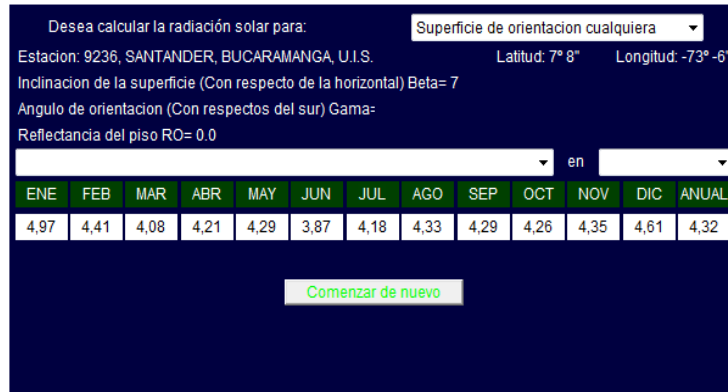 Desea calcular la radiación solar para: Superficie de orientacion cualquiera
Estacion: 9236, SANTANDER, BUCARAMANGA, U.I.S. Latitud: 7º 8" Longitud: -73º -6'
Inclinacion de la superficie (Con respecto de la horizontal) Beta= 7
Angulo de orientacion (Con respectos del sur) Gama=
Reflectancia del piso RO= 0.0
en
ENE FEB MAR ABR MAY JUN JUL AGO SEP OCT NOV DIC ANUAL
4,97 4,41 4,08 4,21 4,29 3,87 4,18 4,33 4,29 4,26 4,35 4,61 4,32
Comenzar de nuevo